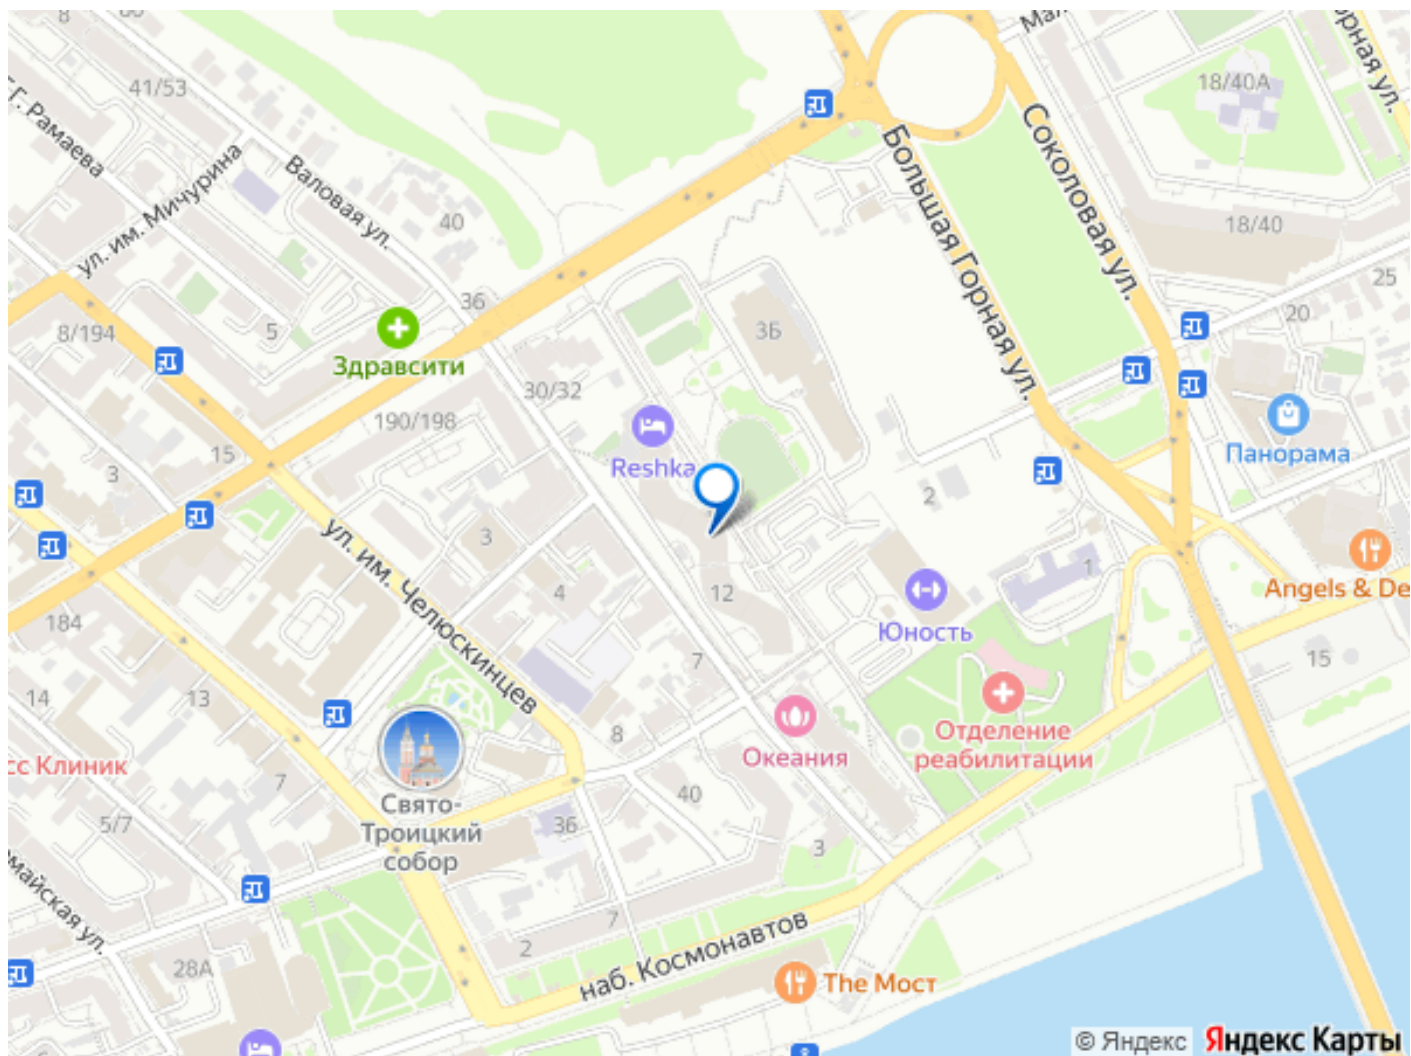 8
41/53
Г. Рамаева
ул. им. Мичурина
Валовая ул.
40
18/40А
Соколовая ул.
Большая Горная ул.
18/40
25
20
36
8/194
5
Здравсити
30/32
190/198
3Б
Reshka
Панорама
15
3
3
2
ул. им. Челюскинцев
4
12
1
Angels & De
Юность
184
7
15
14
13
8
Океания
Отделение
реабилитации
сс Клиник
7
Свято-
Троицкий
собор
40
5/7
36
3
7
2
28А
наб. Космонавтов
The Мост
© Яндекс Яндекс Карты